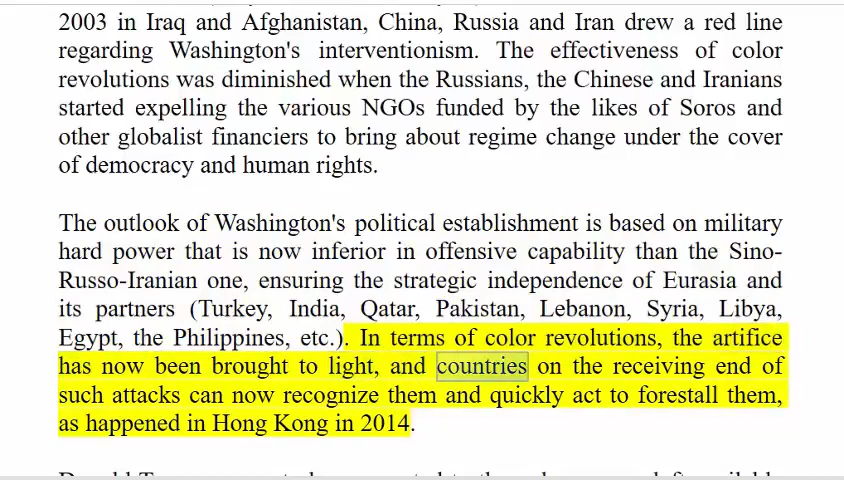 2003 in Iraq and Afghanistan, China, Russia and Iran drew a red line
regarding Washington's interventionism. The effectiveness of color
revolutions was diminished when the Russians, the Chinese and Iranians
started expelling the various NGOs funded by the likes of Soros and
other globalist financiers to bring about regime change under the cover
of democracy and human rights.
The outlook of Washington's political establishment is based on military
hard power that is now inferior in offensive capability than the Sino-
Russo-Iranian one, ensuring the strategic independence of Eurasia and
its partners (Turkey, India, Qatar, Pakistan, Lebanon, Syria, Libya,
Egypt, the Philippines, etc.). In terms of color revolutions, the artifice
has now been brought to light, and countries on the receiving end of
such attacks can now recognize them and quickly act to forestall them,
as happened in Hong Kong in 2014.